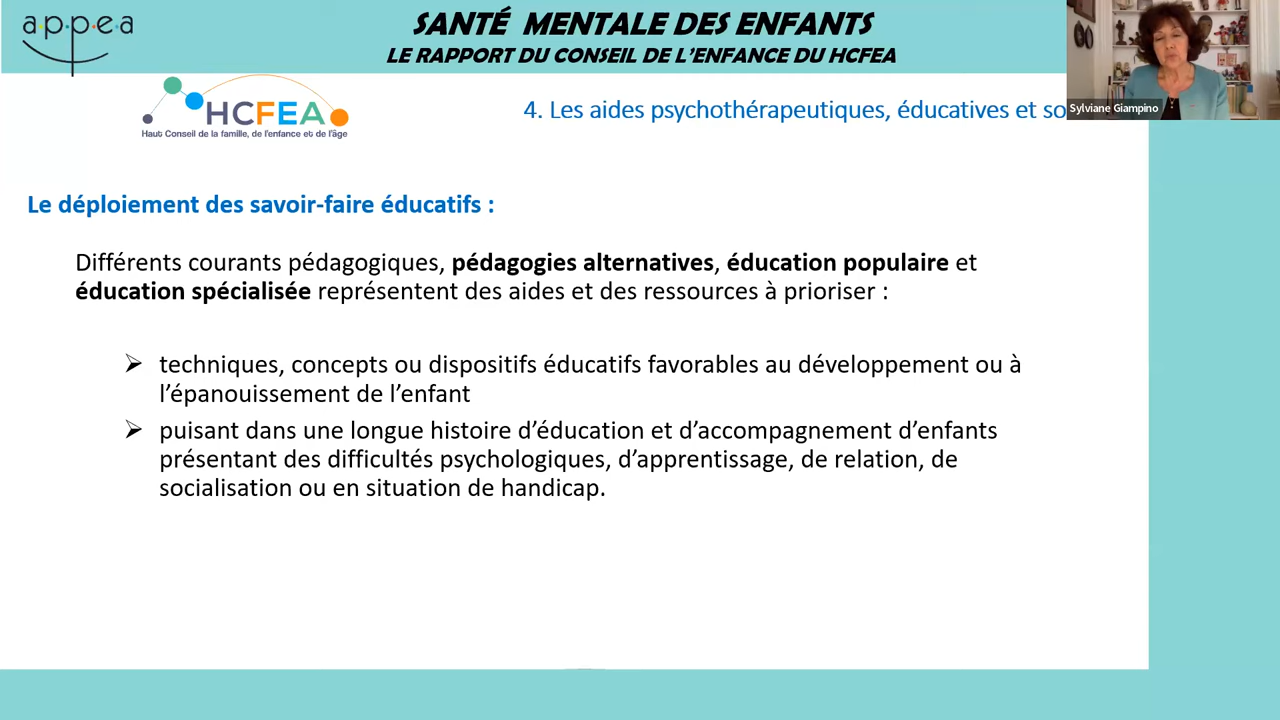 appea
SANTÉ MENTALE DES ENFANTS
LE RAPPORT DU CONSEIL DE L'ENFANCE DU HCFEA
Sylviane Giampino
HCFEA
Haut Conseil de la famille, de l'enfance et de l'âge
4. Les aides psychothérapeutiques, éducatives et so
Le déploiement des savoir-faire éducatifs :
Différents courants pédagogiques, pédagogies alternatives, éducation populaire et
éducation spécialisée représentent des aides et des ressources à prioriser :
➢ techniques, concepts ou dispositifs éducatifs favorables au développement ou à
l'épanouissement de l'enfant
➢ puisant dans une longue histoire d'éducation et d'accompagnement d'enfants
présentant des difficultés psychologiques, d'apprentissage, de relation, de
socialisation ou en situation de handicap.